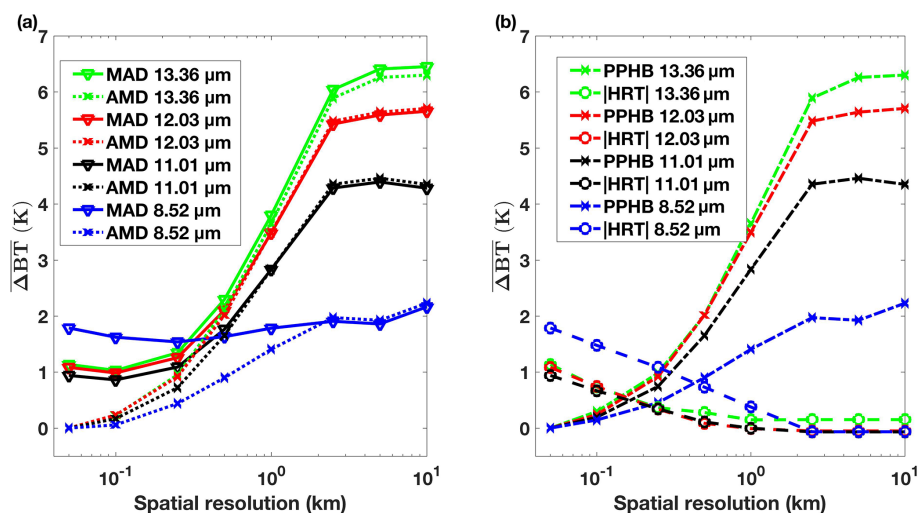 (a)
7
6
5
4
3
2
1
0
ΔBT (K)
MAD 13.36 μm
AMD 13.36 μm
MAD 12.03 μm
AMD 12.03 μm
MAD 11.01 μm
AMD 11.01 μm
MAD 8.52 μm
AMD 8.52 μm
10⁻¹
10⁰
10¹
Spatial resolution (km)
(b)
7
6
5
4
3
2
1
0
ΔBT (K)
PPHB 13.36 μm
|HRT| 13.36 μm
PPHB 12.03 μm
|HRT| 12.03 μm
PPHB 11.01 μm
|HRT| 11.01 μm
PPHB 8.52 μm
|HRT| 8.52 μm
10⁻¹
10⁰
10¹
Spatial resolution (km)